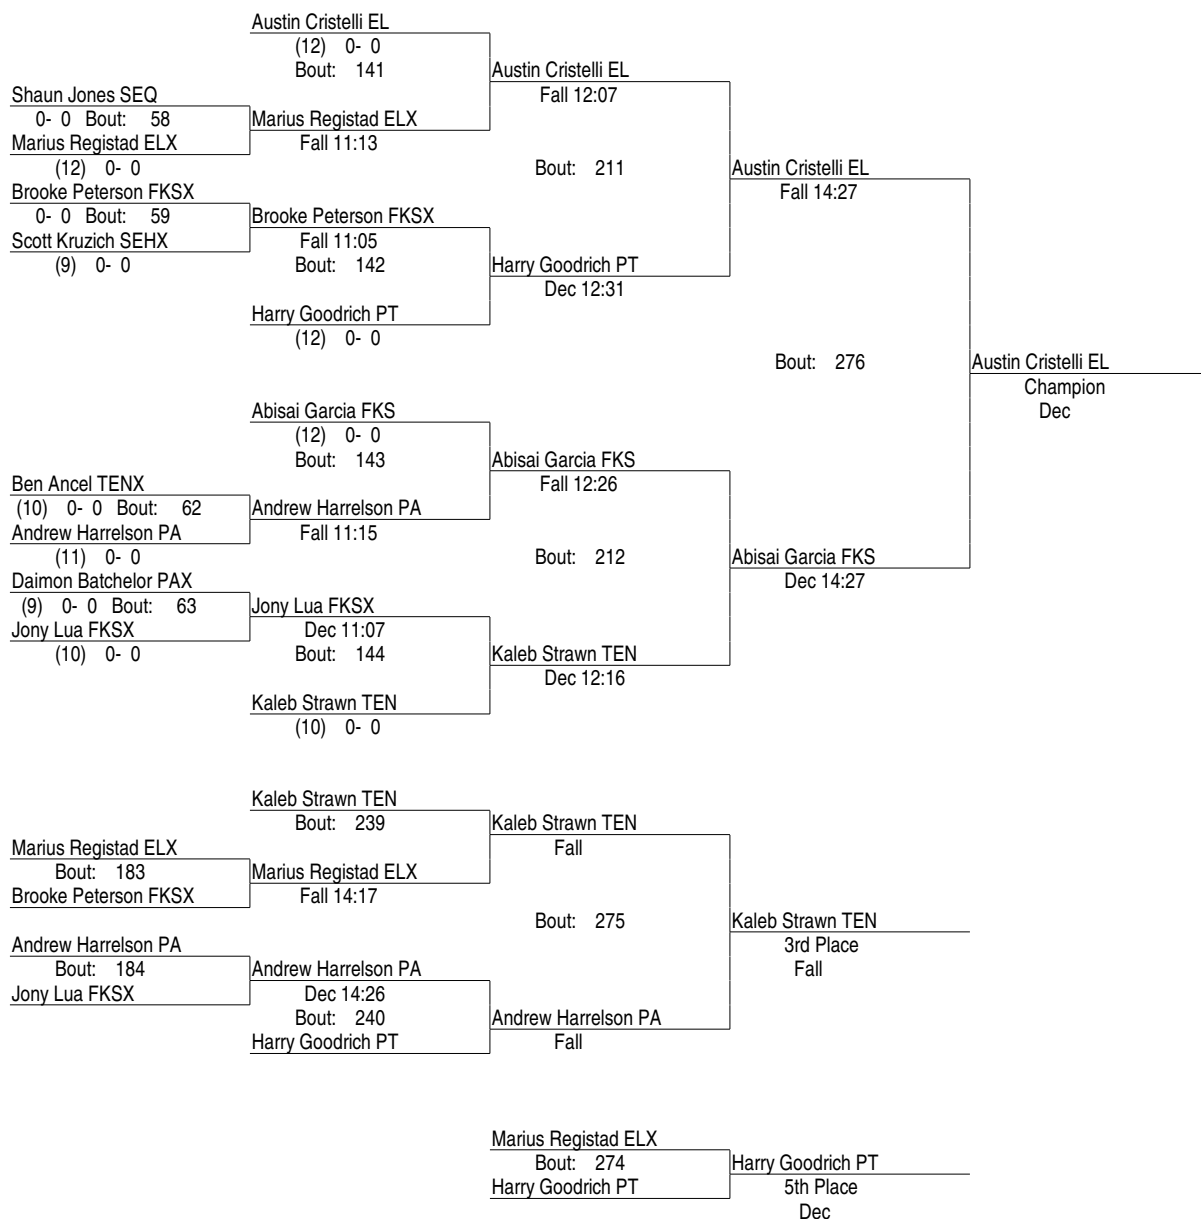 Austin Cristelli EL
(12) 0- 0
Bout: 141
Austin Cristelli EL
Fall 12:07
Shaun Jones SEQ
0- 0 Bout: 58
Marius Registad ELX
Fall 11:13
Marius Registad ELX
(12) 0- 0
Bout: 211
Austin Cristelli EL
Fall 14:27
Brooke Peterson FKSX
0- 0 Bout: 59
Brooke Peterson FKSX
Fall 11:05
Scott Kruzich SEHX
(9) 0- 0
Bout: 142
Harry Goodrich PT
Dec 12:31
Harry Goodrich PT
(12) 0- 0
Bout: 276
Austin Cristelli EL
Champion
Dec
Abisai Garcia FKS
(12) 0- 0
Bout: 143
Abisai Garcia FKS
Fall 12:26
Ben Ancel TENX
(10) 0- 0 Bout: 62
Andrew Harrelson PA
Fall 11:15
Andrew Harrelson PA
(11) 0- 0
Bout: 212
Abisai Garcia FKS
Dec 14:27
Daimon Batchelor PAX
(9) 0- 0 Bout: 63
Jony Lua FKSX
Dec 11:07
Jony Lua FKSX
(10) 0- 0
Bout: 144
Kaleb Strawn TEN
Dec 12:16
Kaleb Strawn TEN
(10) 0- 0
Kaleb Strawn TEN
Bout: 239
Kaleb Strawn TEN
Fall
Marius Registad ELX
Bout: 183
Marius Registad ELX
Fall 14:17
Brooke Peterson FKSX
Bout: 275
Kaleb Strawn TEN
3rd Place
Fall
Andrew Harrelson PA
Bout: 184
Andrew Harrelson PA
Dec 14:26
Jony Lua FKSX
Bout: 240
Andrew Harrelson PA
Fall
Harry Goodrich PT
Marius Registad ELX
Bout: 274
Harry Goodrich PT
Harry Goodrich PT
5th Place
Dec